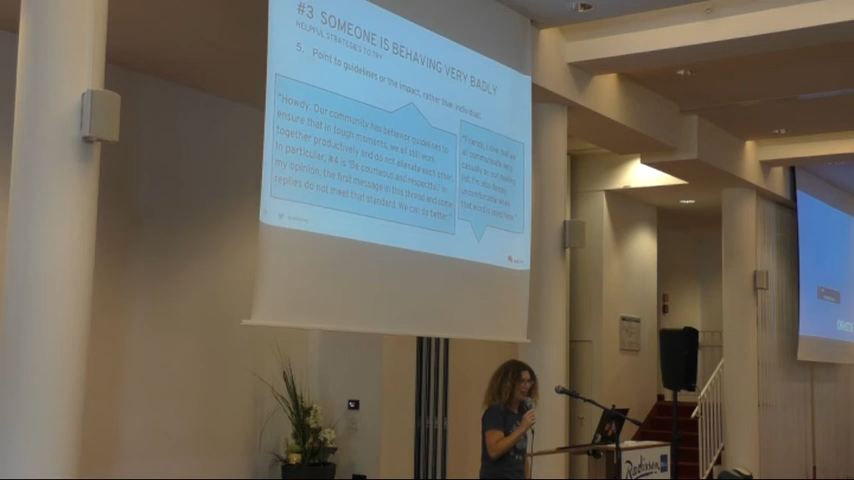 #3 SOMEONE IS BEHAVING VERY BADLY
HELPFUL STRATEGIES TO TRY
5. Point to guidelines or the impact, rather than individual.
"Howdy. Our community has behavior guidelines to
ensure that in tough moments, we all still work
together productively and do not alienate each other.
In particular, #4 is 'Be courteous and respectful.' In
my opinion, the first message in this thread and some
replies do not meet that standard. We can do better."
"Friends, I love that we
all communicate very
casually on our mailing
list. I'm also deeply
uncomfortable when
that word is used here."
Radisson